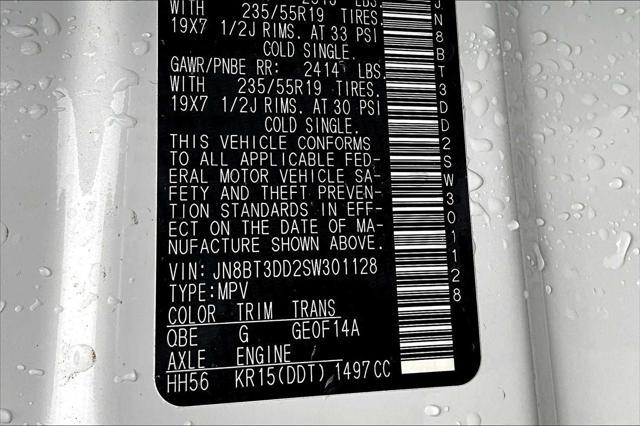 WITH 235/55R19 TIRES.
19X7 1/2J RIMS. AT 33 PSI
COLD SINGLE.
GAWR/PNBE RR: 2414 LBS.
WITH 235/55R19 TIRES.
19X7 1/2J RIMS. AT 30 PSI
COLD SINGLE.
THIS VEHICLE CONFORMS
TO ALL APPLICABLE FED-
ERAL MOTOR VEHICLE SA-
FETY AND THEFT PREVEN-
TION STANDARDS IN EFF-
ECT ON THE DATE OF MA-
NUFACTURE SHOWN ABOVE.
VIN: JN8BT3DD2SW301128
TYPE:MPV
COLOR TRIM TRANS
QBE G GE0F14A
AXLE ENGINE
HH56 KR15(DDT) 1497CC
JN8BT3DD2SW301128